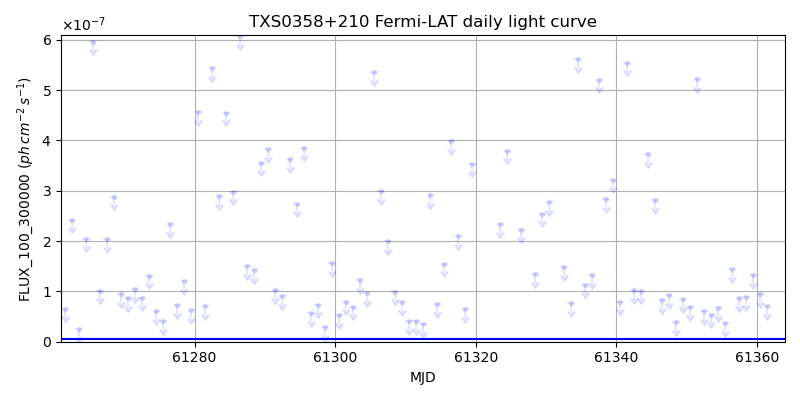 TXS0358+210 Fermi-LAT daily light curve
×10⁻⁷
6
5
4
3
2
1
0
FLUX_100_300000 (ph cm⁻² s⁻¹)
61280 61300 61320 61340 61360
MJD